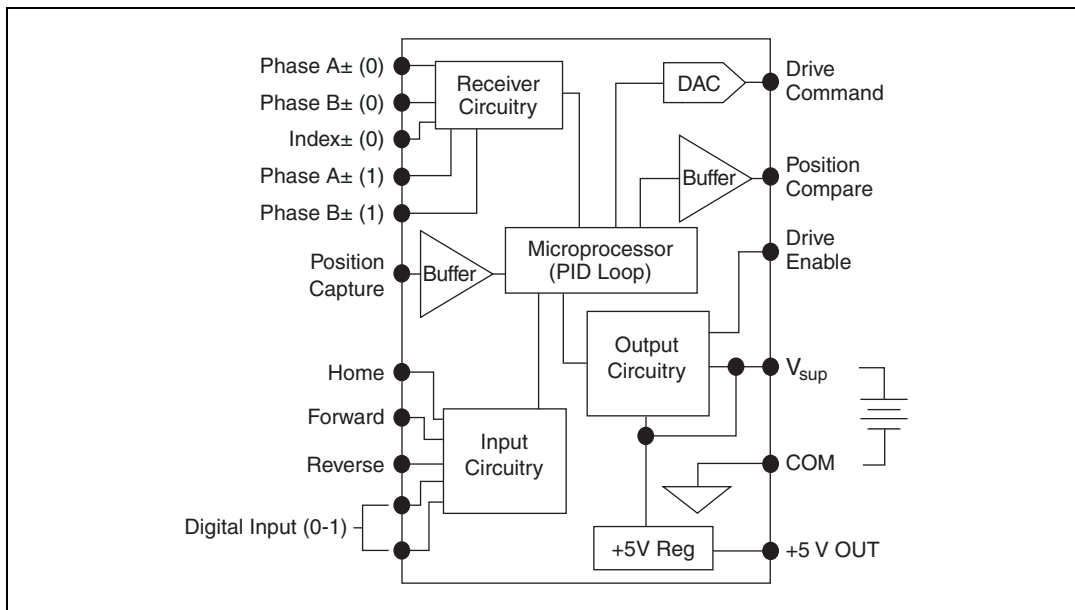 Phase A± (0)
Phase B± (0)
Index± (0)
Phase A± (1)
Phase B± (1)
Position
Capture
Home
Forward
Reverse
Digital Input (0-1)
Receiver
Circuitry
Buffer
Microprocessor
(PID Loop)
Input
Circuitry
DAC
Buffer
Output
Circuitry
+5V Reg
Drive
Command
Position
Compare
Drive
Enable
Vsup
COM
+5 V OUT